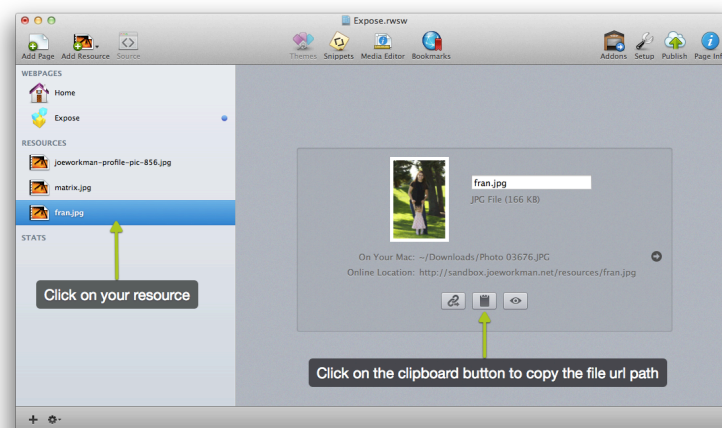 Expose.rwsw
Add Page
Add Resource
Source
Themes
Snippets
Media Editor
Bookmarks
Addons
Setup
Publish
Page Inf
WEBPAGES
Home
Expose
RESOURCES
joeworkman-profile-pic-856.jpg
matrix.jpg
fran.jpg
STATS
fran.jpg
JPG File (166 KB)
On Your Mac: ~/Downloads/Photo 03676.JPG
Online Location: http://sandbox.joeworkman.net/resources/fran.jpg
Click on your resource
Click on the clipboard button to copy the file url path